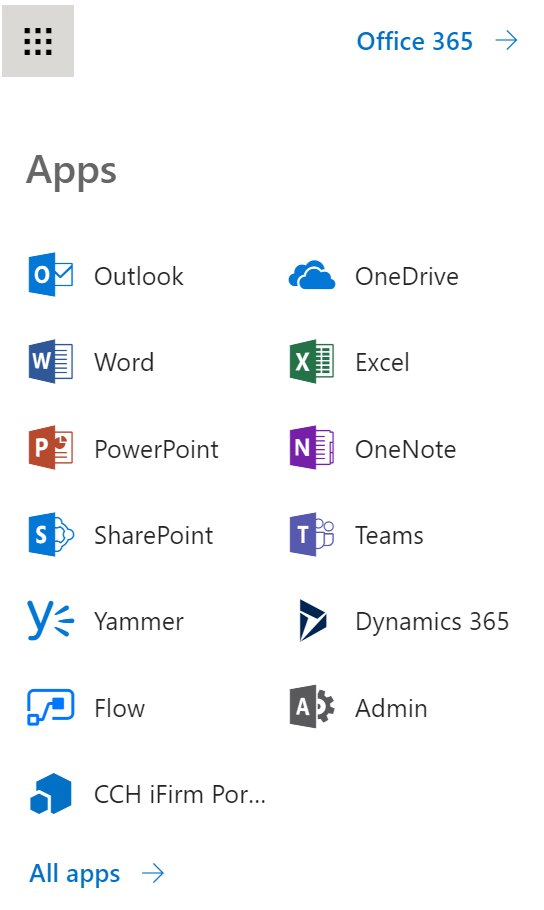 Office 365
Apps
Outlook
OneDrive
Word
Excel
PowerPoint
OneNote
SharePoint
Teams
Yammer
Dynamics 365
Flow
Admin
CCH iFirm Por...
All apps